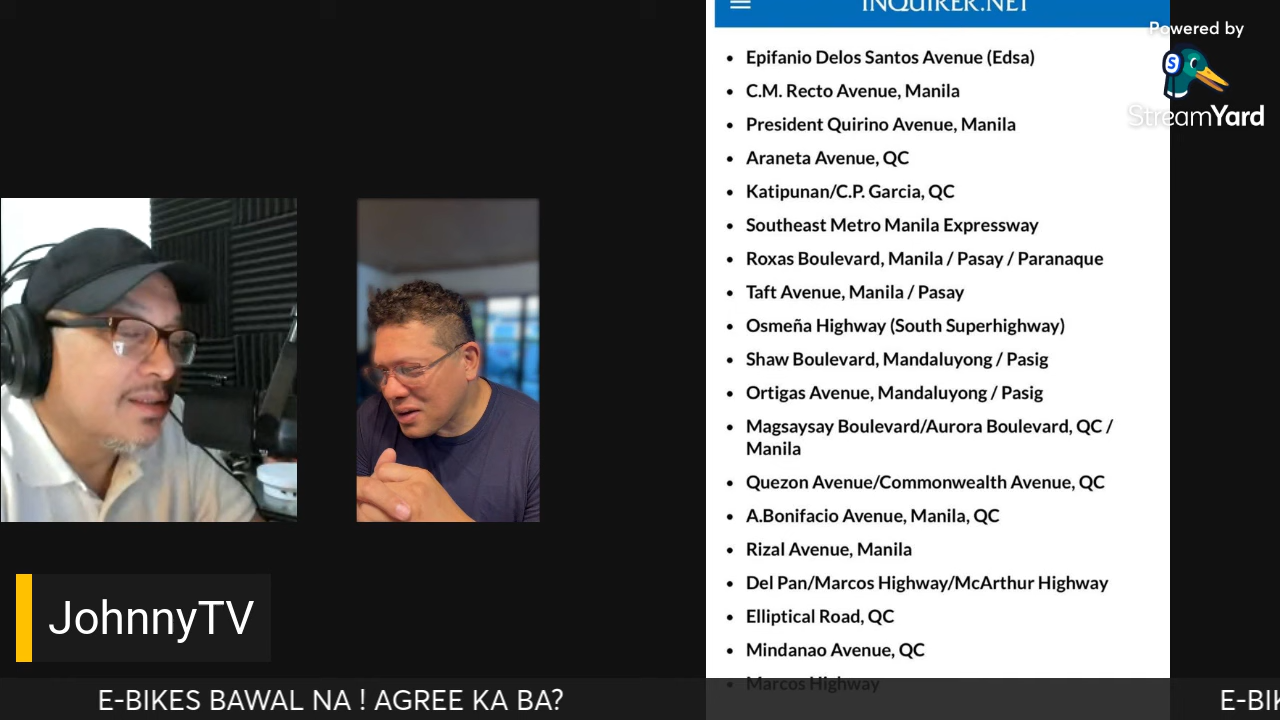 INQUIRER.NET
Powered by
S
StreamYard
Epifanio Delos Santos Avenue (Edsa)
C.M. Recto Avenue, Manila
President Quirino Avenue, Manila
Araneta Avenue, QC
Katipunan/C.P. Garcia, QC
Southeast Metro Manila Expressway
Roxas Boulevard, Manila / Pasay / Paranaque
Taft Avenue, Manila / Pasay
Osmeña Highway (South Superhighway)
Shaw Boulevard, Mandaluyong / Pasig
Ortigas Avenue, Mandaluyong / Pasig
Magsaysay Boulevard/Aurora Boulevard, QC /
Manila
Quezon Avenue/Commonwealth Avenue, QC
A.Bonifacio Avenue, Manila, QC
Rizal Avenue, Manila
Del Pan/Marcos Highway/McArthur Highway
Elliptical Road, QC
Mindanao Avenue, QC
Marcos Highway
JohnnyTV
E-BIKES BAWAL NA ! AGREE KA BA? E-BI